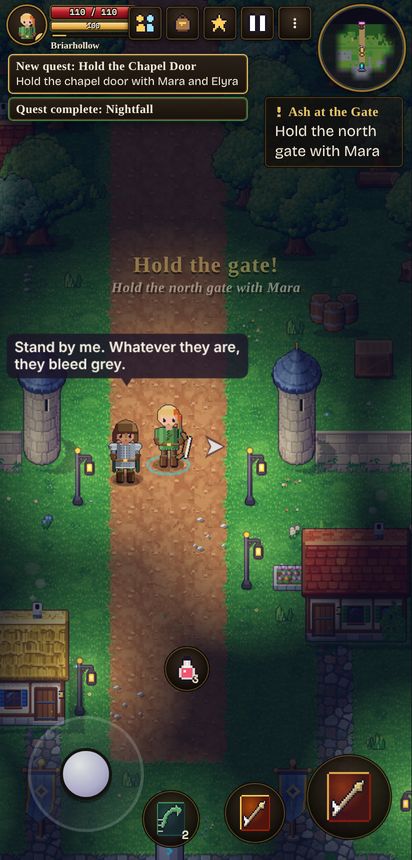 110 / 110
100
Briarhollow
New quest: Hold the Chapel Door
Hold the chapel door with Mara and Elyra
Quest complete: Nightfall
! Ash at the Gate
Hold the north
gate with Mara
Hold the gate!
Hold the north gate with Mara
Stand by me. Whatever they are,
they bleed grey.
3
2